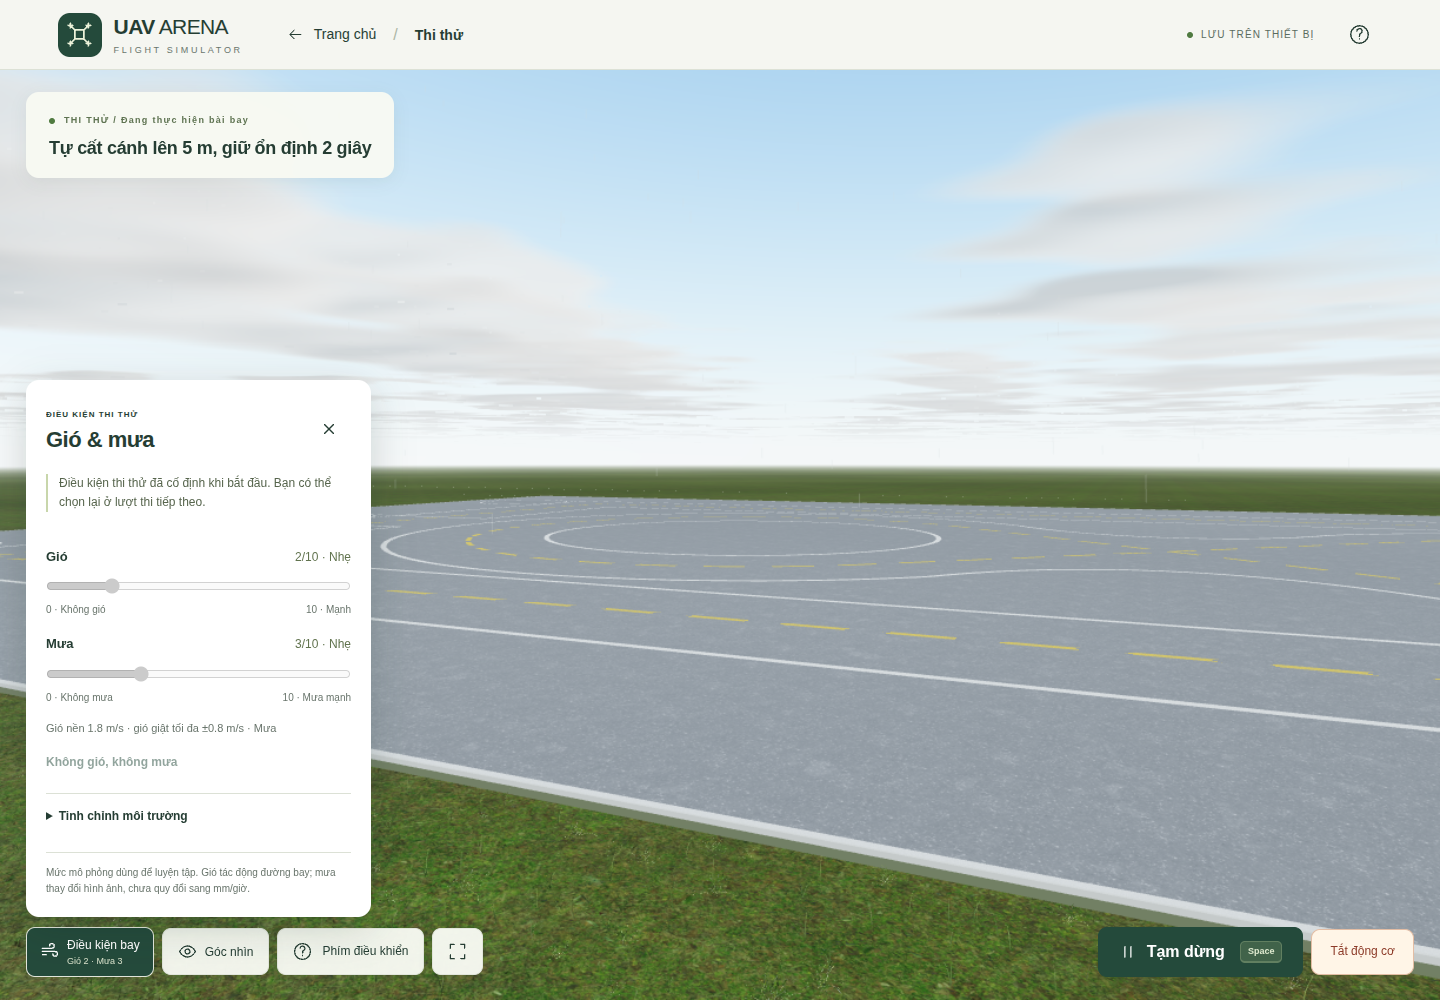 UAV ARENA
FLIGHT SIMULATOR
Trang chủ / Thi thử
LƯU TRÊN THIẾT BỊ
THI THỬ / Đang thực hiện bài bay
Tự cất cánh lên 5 m, giữ ổn định 2 giây
ĐIỀU KIỆN THI THỬ
Gió & mưa
Điều kiện thi thử đã cố định khi bắt đầu. Bạn có thể
chọn lại ở lượt thi tiếp theo.
Gió 2/10 · Nhẹ
0 · Không gió 10 · Mạnh
Mưa 3/10 · Nhẹ
0 · Không mưa 10 · Mưa mạnh
Gió nền 1.8 m/s · gió giật tối đa ±0.8 m/s · Mưa
Không gió, không mưa
Tinh chỉnh môi trường
Mức mô phỏng dùng để luyện tập. Gió tác động đường bay; mưa
thay đổi hình ảnh, chưa quy đổi sang mm/giờ.
Điều kiện bay
Gió 2 · Mưa 3
Góc nhìn
Phím điều khiển
Tạm dừng Space
Tắt động cơ